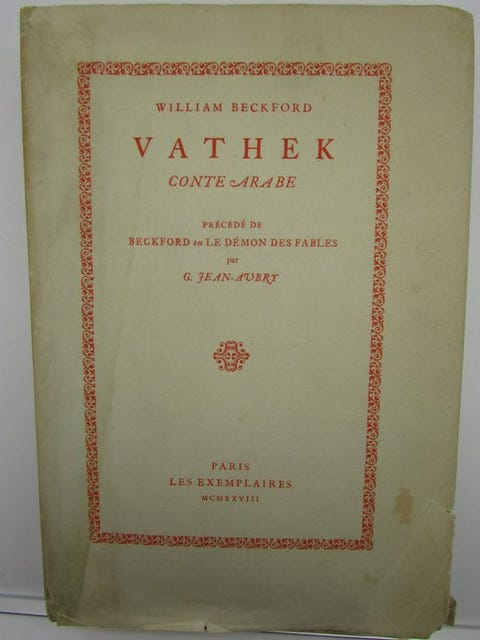 WILLIAM BECKFORD
VATHEK
CONTE ARABE
PRÉCÉDÉ DE
BECKFORD ou LE DÉMON DES FABLES
par
G. JEAN-AUBRY
PARIS
LES EXEMPLAIRES
MCMXXVIII